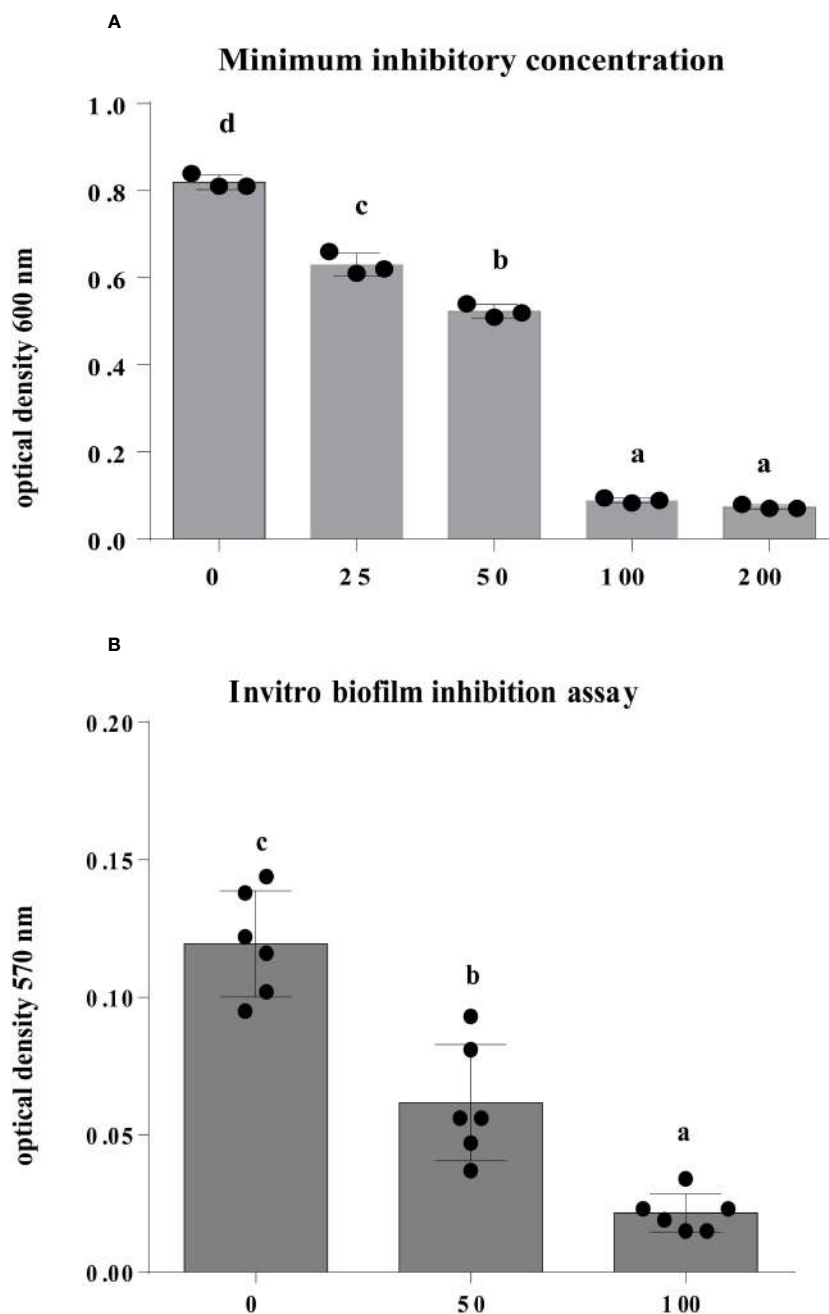 A
Minimum inhibitory concentration
1.0
0.8
0.6
0.4
0.2
0.0
optical density 600 nm
d
c
b
a
a
0 25 50 100 200
B
Invitro biofilm inhibition assay
0.20
0.15
0.10
0.05
0.00
optical density 570 nm
c
b
a
0 50 100